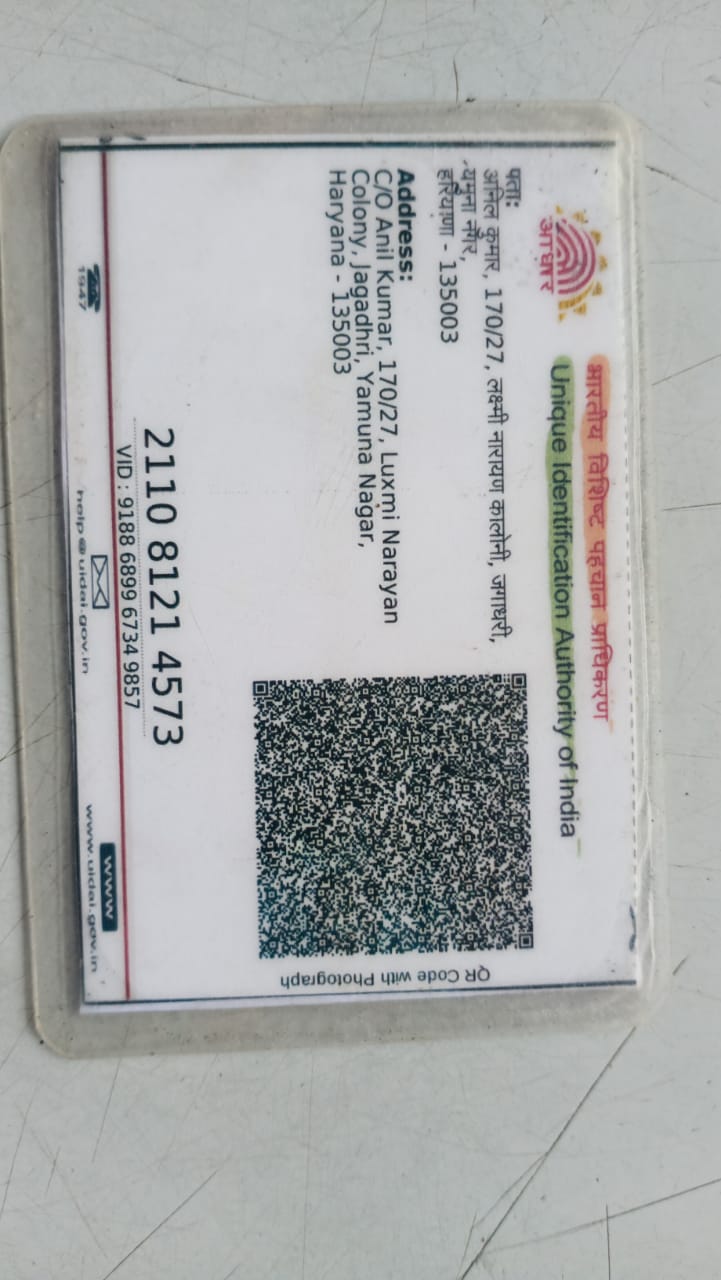 भारतीय विशिष्ट पहचान प्राधिकरण
Unique Identification Authority of India
आधार
पता:
अनिल कुमार, 170/27, लक्ष्मी नारायण कालोनी, जगाधरी,
यमुना नगर,
हरियाणा - 135003
Address:
C/O Anil Kumar, 170/27, Luxmi Narayan
Colony, Jagadhri, Yamuna Nagar,
Haryana - 135003
QR Code with Photograph
2110 8121 4573
VID : 9188 6899 6734 9857
1947
help@uidai.gov.in
www
www.uidai.gov.in